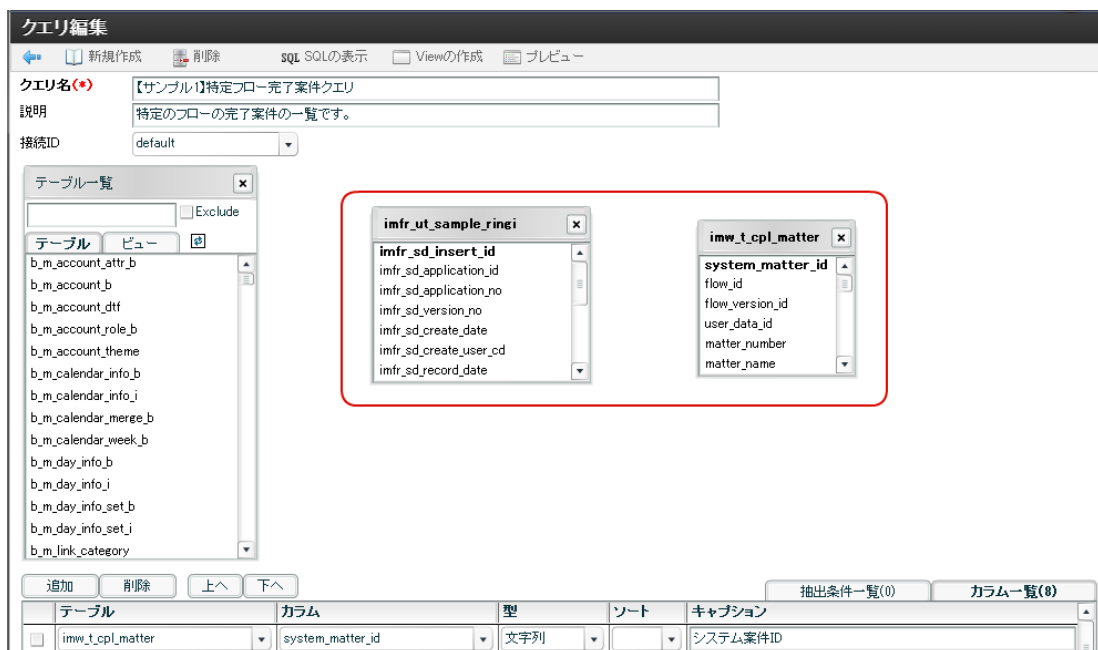 クエリ編集
新規作成 削除 SQL SQLの表示 Viewの作成 プレビュー
クエリ名(*) 【サンプル1】特定フロー完了案件クエリ
説明 特定のフローの完了案件の一覧です。
接続ID default
テーブル一覧
Exclude
テーブル ビュー
b_m_account_attr_b
b_m_account_b
b_m_account_dtf
b_m_account_role_b
b_m_account_theme
b_m_calendar_info_b
b_m_calendar_info_i
b_m_calendar_merge_b
b_m_calendar_week_b
b_m_day_info_b
b_m_day_info_i
b_m_day_info_set_b
b_m_day_info_set_i
b_m_link_category
imfr_ut_sample_ringi
imfr_sd_insert_id
imfr_sd_application_id
imfr_sd_application_no
imfr_sd_version_no
imfr_sd_create_date
imfr_sd_create_user_cd
imfr_sd_record_date
imw_t_cpl_matter
system_matter_id
flow_id
flow_version_id
user_data_id
matter_number
matter_name
追加 削除 上へ 下へ 抽出条件一覧(0) カラム一覧(8)
テーブル カラム 型 ソート キャプション
imw_t_cpl_matter system_matter_id 文字列 システム案件ID